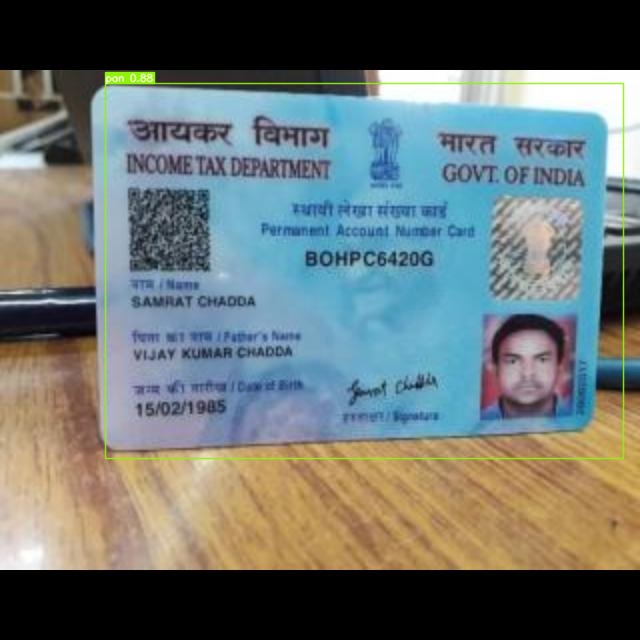 pan 0.88
आयकर विभाग
INCOME TAX DEPARTMENT
भारत सरकार
GOVT. OF INDIA
स्थायी लेखा संख्या कार्ड
Permanent Account Number Card
BOHPC6420G
नाम / Name
SAMRAT CHADDA
पिता का नाम / Father's Name
VIJAY KUMAR CHADDA
जन्म की तारीख / Date of Birth
15/02/1985
Samrat Chadda
हस्ताक्षर / Signature